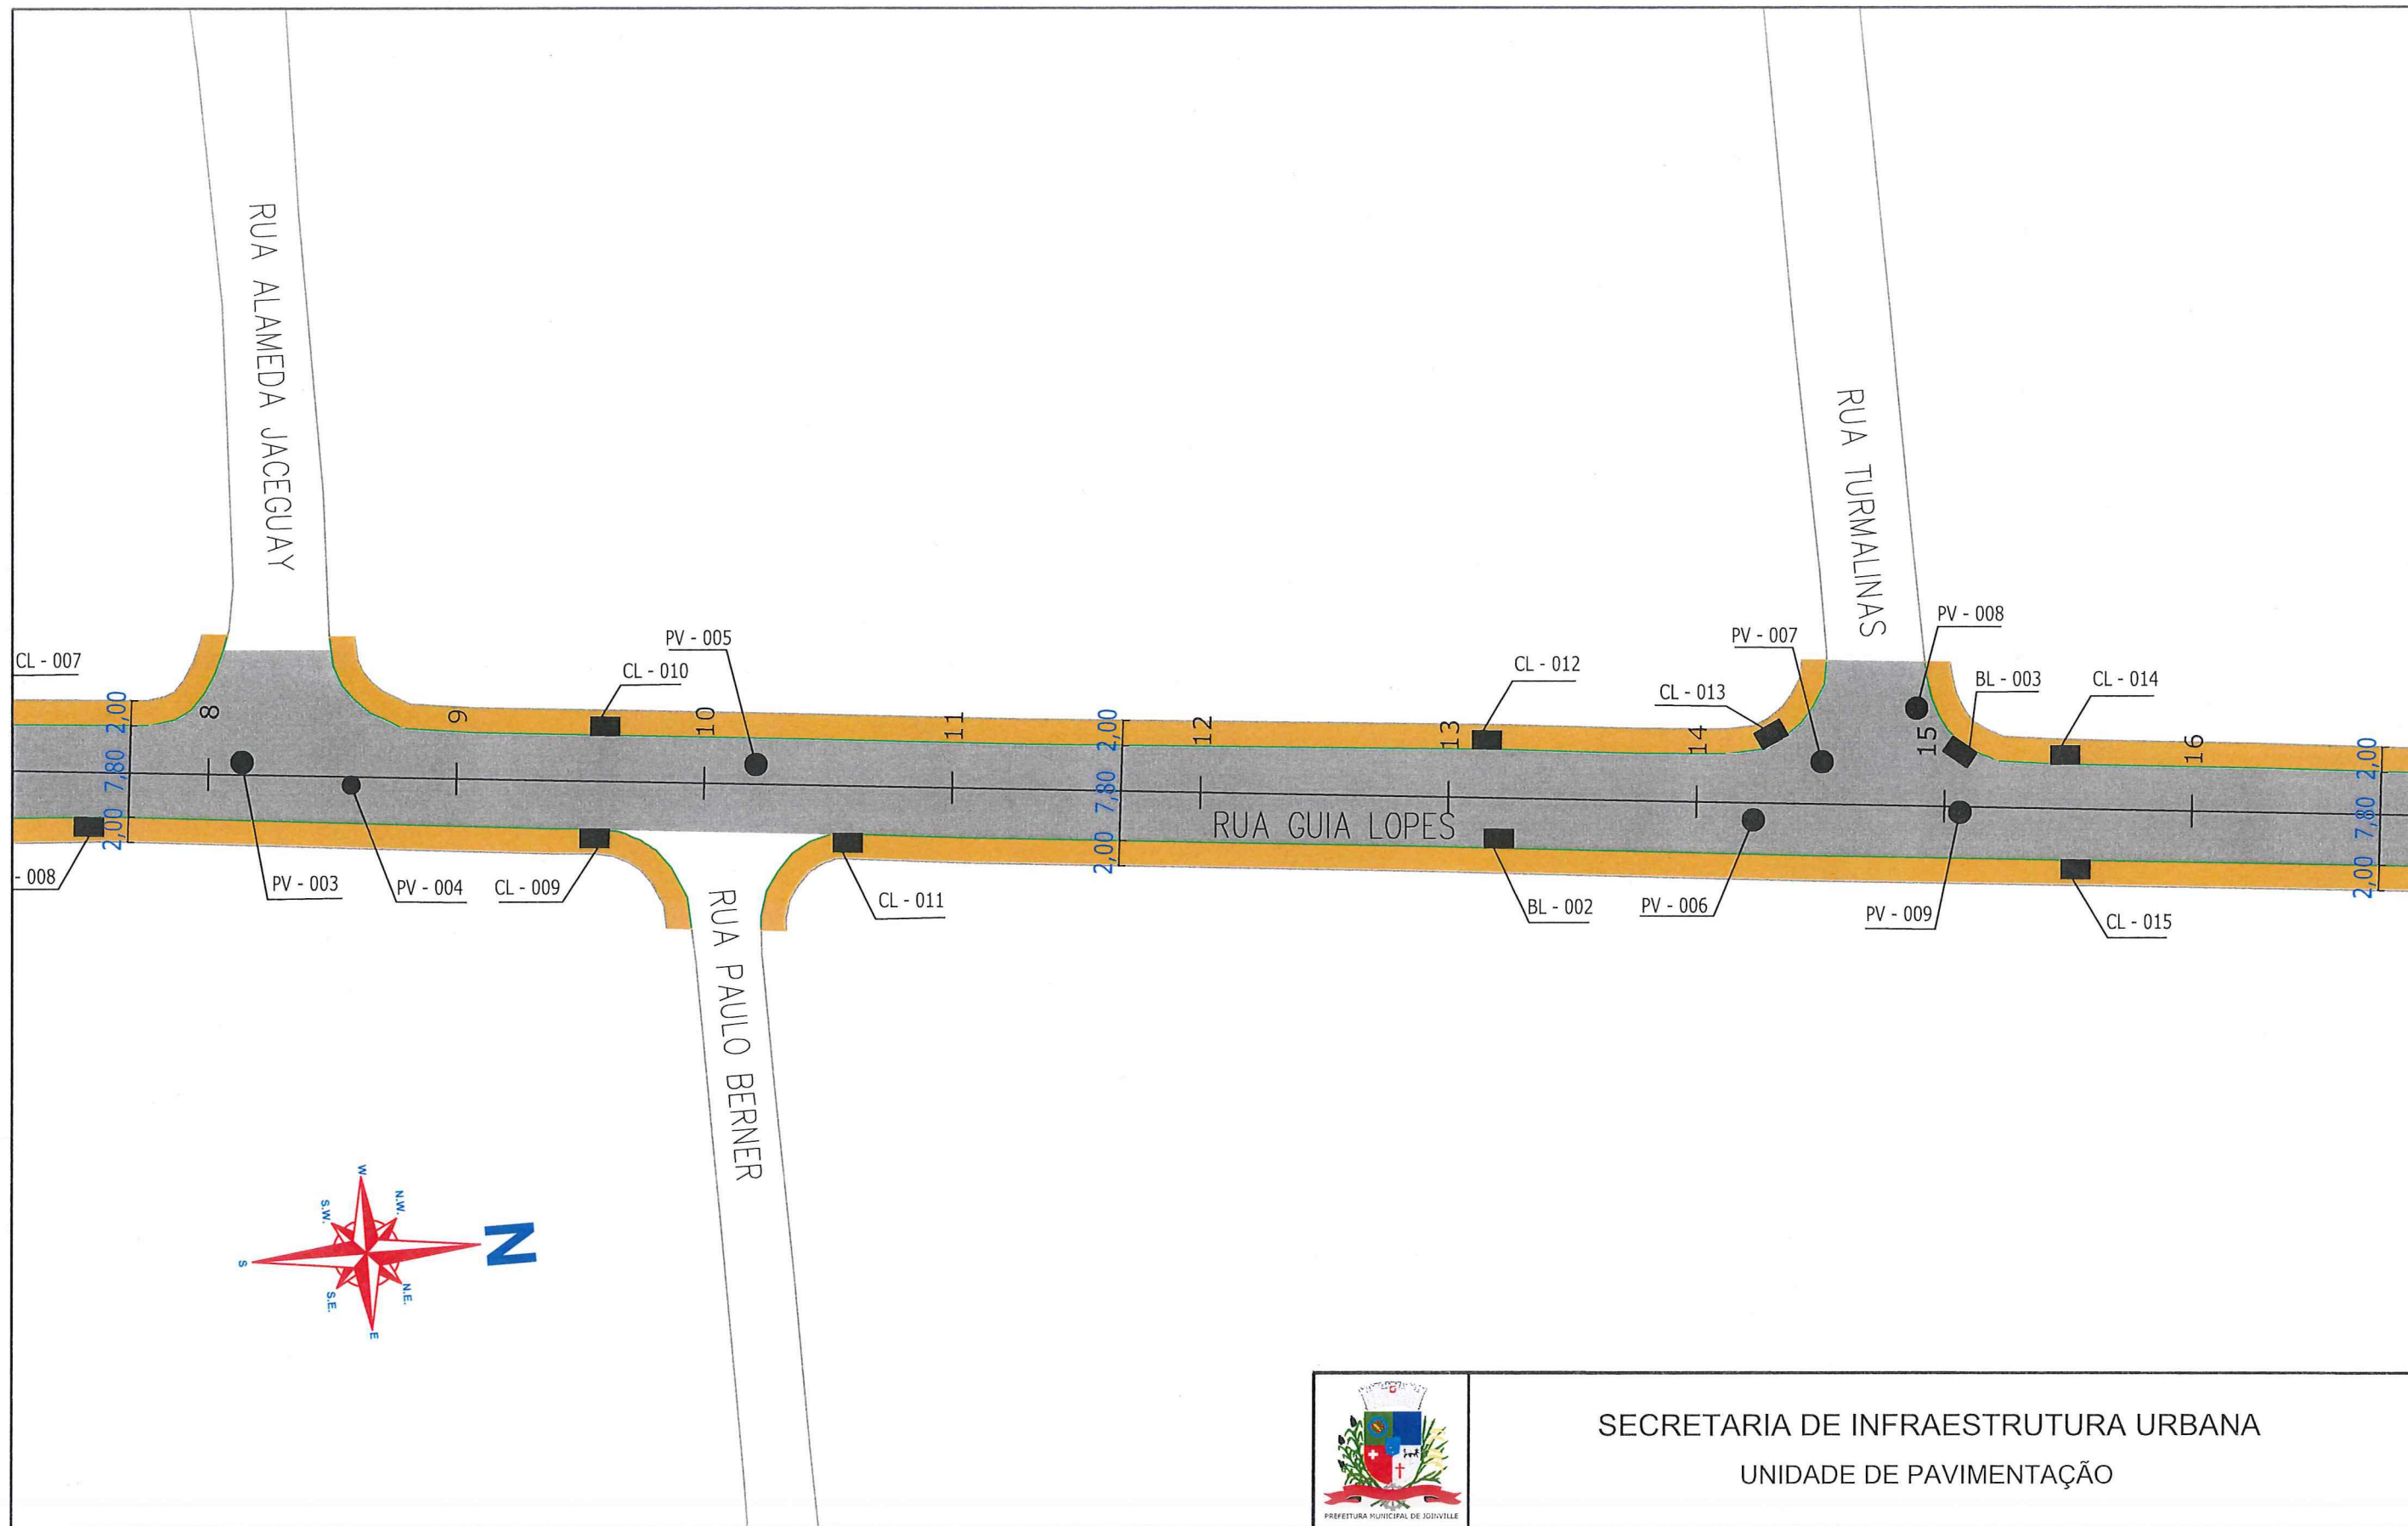 RUA ALAMEDA JACEGUAY
RUA TURMALINAS
CL - 007
PV - 005
CL - 010
CL - 012
PV - 007
CL - 013
PV - 008
BL - 003
CL - 014
8
9
10
11
12
13
14
15
16
2,00
7,80
2,00
2,00
7,80
2,00
2,00
7,80
2,00
RUA GUIA LOPES
- 008
PV - 003
PV - 004
CL - 009
CL - 011
BL - 002
PV - 006
PV - 009
CL - 015
RUA PAULO BERNER
W
N.W.
S.W.
N
S
N.E.
S.E.
E
PREFEITURA MUNICIPAL DE JOINVILLE
SECRETARIA DE INFRAESTRUTURA URBANA
UNIDADE DE PAVIMENTAÇÃO